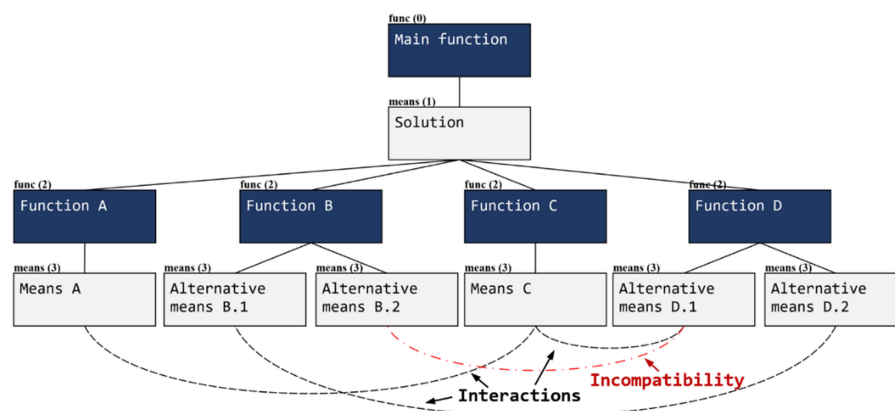 func (0)
Main function
means (1)
Solution
func (2)
Function A
func (2)
Function B
func (2)
Function C
func (2)
Function D
means (3)
Means A
means (3)
Alternative
means B.1
means (3)
Alternative
means B.2
means (3)
Means C
means (3)
Alternative
means D.1
means (3)
Alternative
means D.2
Incompatibility
Interactions